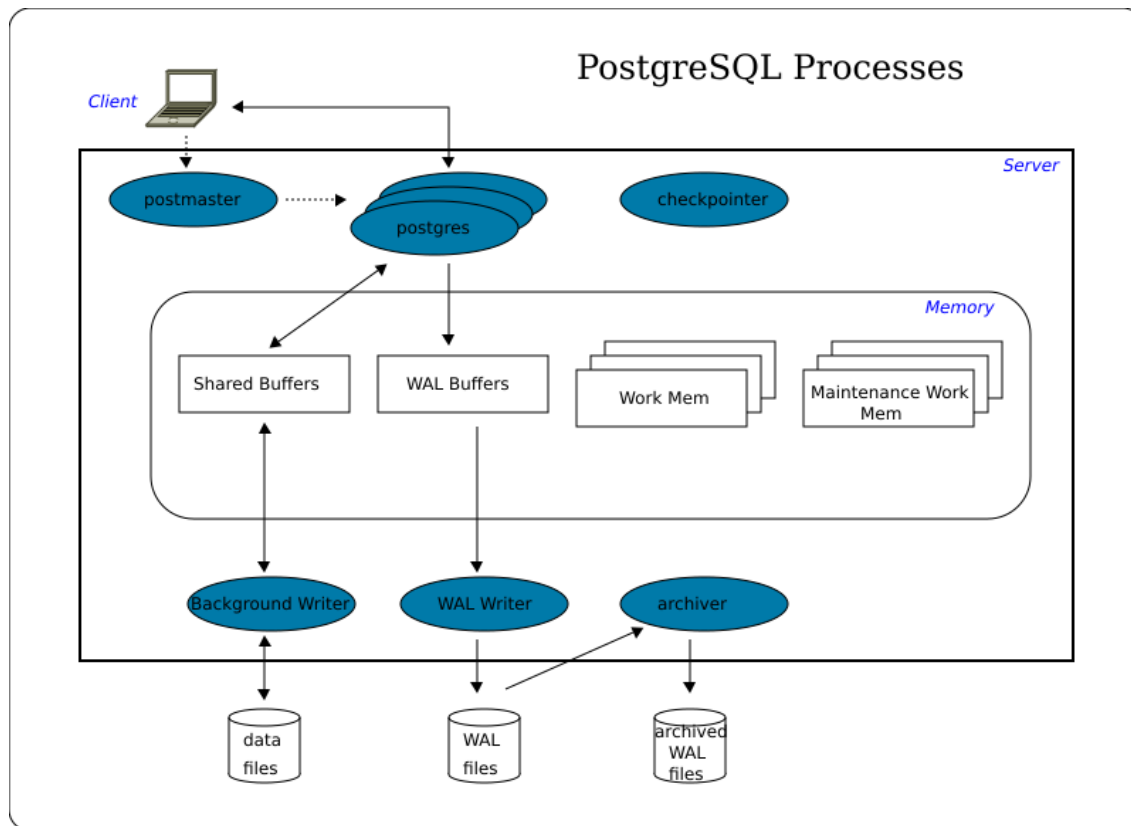 PostgreSQL Processes
Client
Server
postmaster
checkpointer
postgres
Memory
Shared Buffers
WAL Buffers
Work Mem
Maintenance Work
Mem
Background Writer
WAL Writer
archiver
data
files
WAL
files
archived
WAL
files